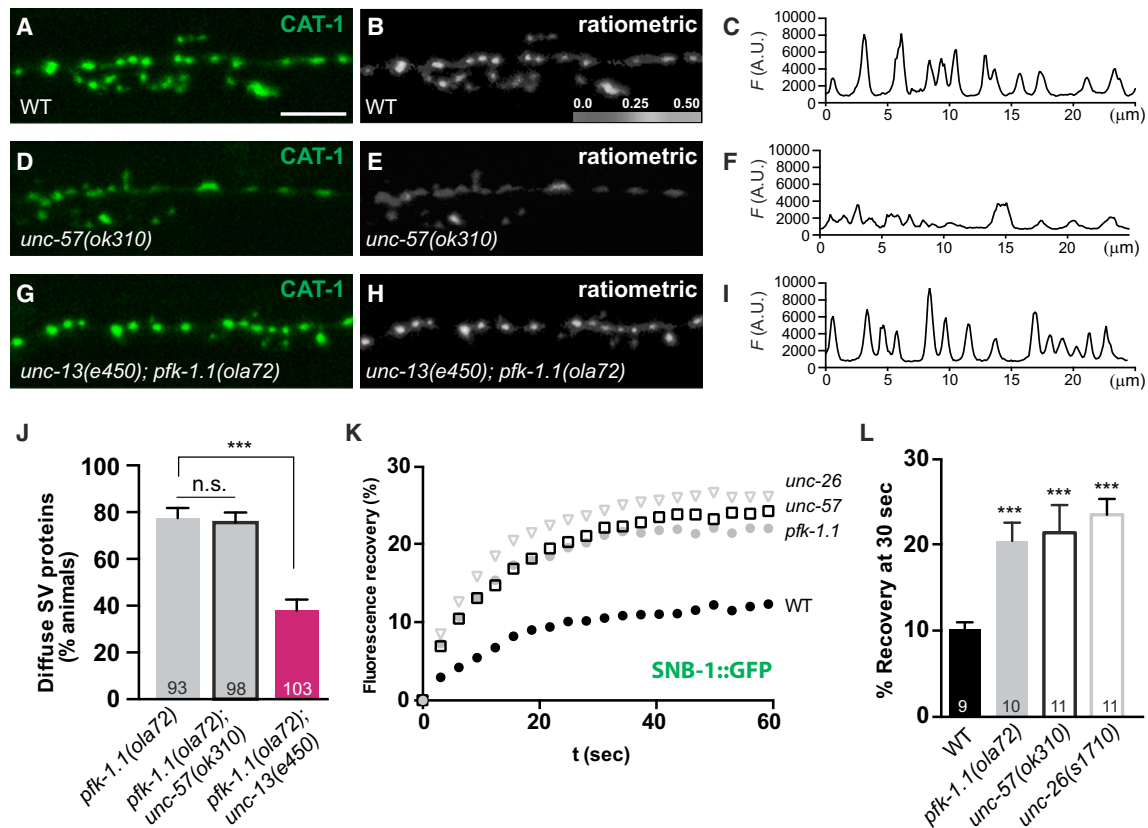 A
CAT-1
WT
B
ratiometric
WT
0.0 0.25 0.50
C
F (A.U.)
10000
8000
6000
4000
2000
0
0 5 10 15 20 (μm)
D
CAT-1
unc-57(ok310)
E
ratiometric
unc-57(ok310)
F
F (A.U.)
10000
8000
6000
4000
2000
0
0 5 10 15 20 (μm)
G
CAT-1
unc-13(e450); pfk-1.1(ola72)
H
ratiometric
unc-13(e450); pfk-1.1(ola72)
I
F (A.U.)
10000
8000
6000
4000
2000
0
0 5 10 15 20 (μm)
J
Diffuse SV proteins
(% animals)
100
80
60
40
20
0
***
n.s.
93 98 103
pfk-1.1(ola72)
pfk-1.1(ola72);
unc-57(ok310)
pfk-1.1(ola72);
unc-13(e450)
K
Fluorescence recovery (%)
30
20
10
0
0 20 40 60
t (sec)
unc-26
unc-57
pfk-1.1
WT
SNB-1::GFP
L
% Recovery at 30 sec
30
20
10
0
*** *** ***
9 10 11 11
WT
pfk-1.1(ola72)
unc-57(ok310)
unc-26(s1710)